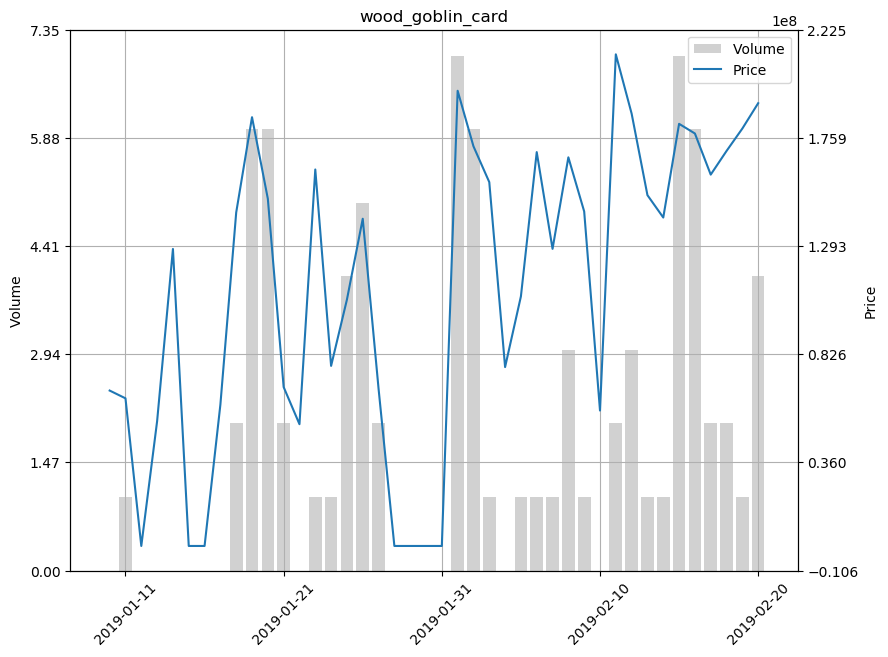 wood_goblin_card
1e8
7.35
5.88
4.41
2.94
1.47
0.00
Volume
2.225
1.759
1.293
0.826
0.360
−0.106
Price
Volume
Price
2019-01-11
2019-01-21
2019-01-31
2019-02-10
2019-02-20